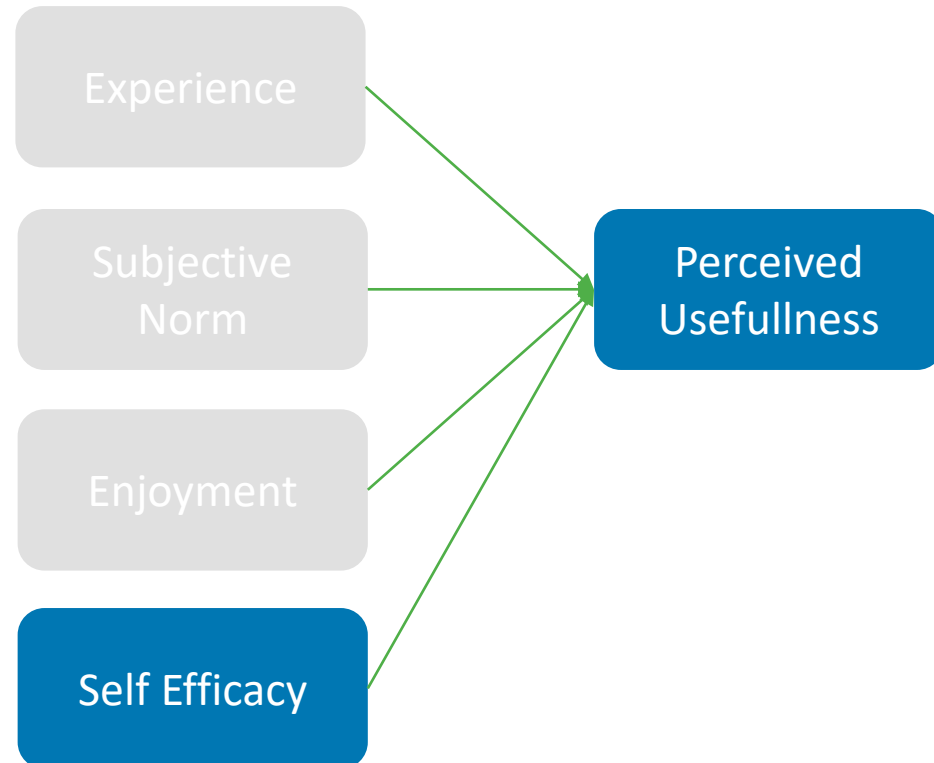 Experience
Subjective
Norm
Enjoyment
Self Efficacy
Perceived
Usefullness